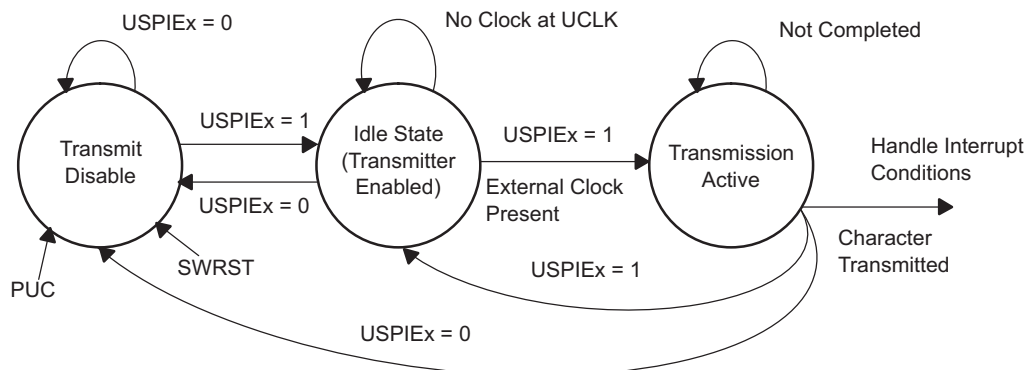 USPIEx = 0
No Clock at UCLK
Not Completed
USPIEx = 1
Transmit
Disable
Idle State
(Transmitter
Enabled)
USPIEx = 1
Transmission
Active
Handle Interrupt
Conditions
USPIEx = 0
External Clock
Present
SWRST
PUC
USPIEx = 1
Character
Transmitted
USPIEx = 0